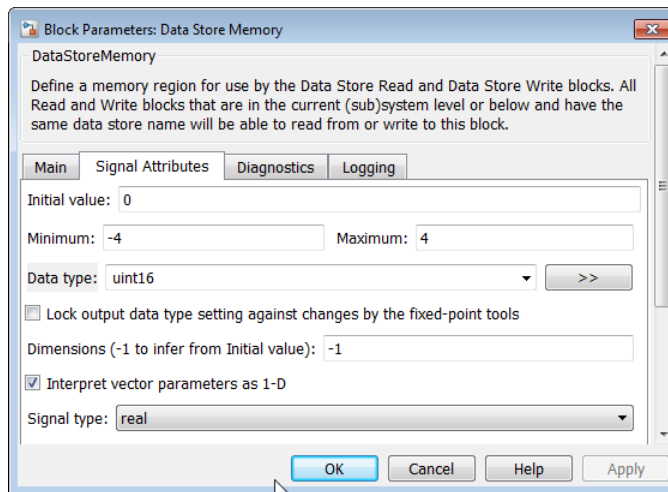 Block Parameters: Data Store Memory
DataStoreMemory
Define a memory region for use by the Data Store Read and Data Store Write blocks. All
Read and Write blocks that are in the current (sub)system level or below and have the
same data store name will be able to read from or write to this block.
Main Signal Attributes Diagnostics Logging
Initial value: 0
Minimum: -4 Maximum: 4
Data type: uint16 >>
Lock output data type setting against changes by the fixed-point tools
Dimensions (-1 to infer from Initial value): -1
Interpret vector parameters as 1-D
Signal type: real
OK Cancel Help Apply